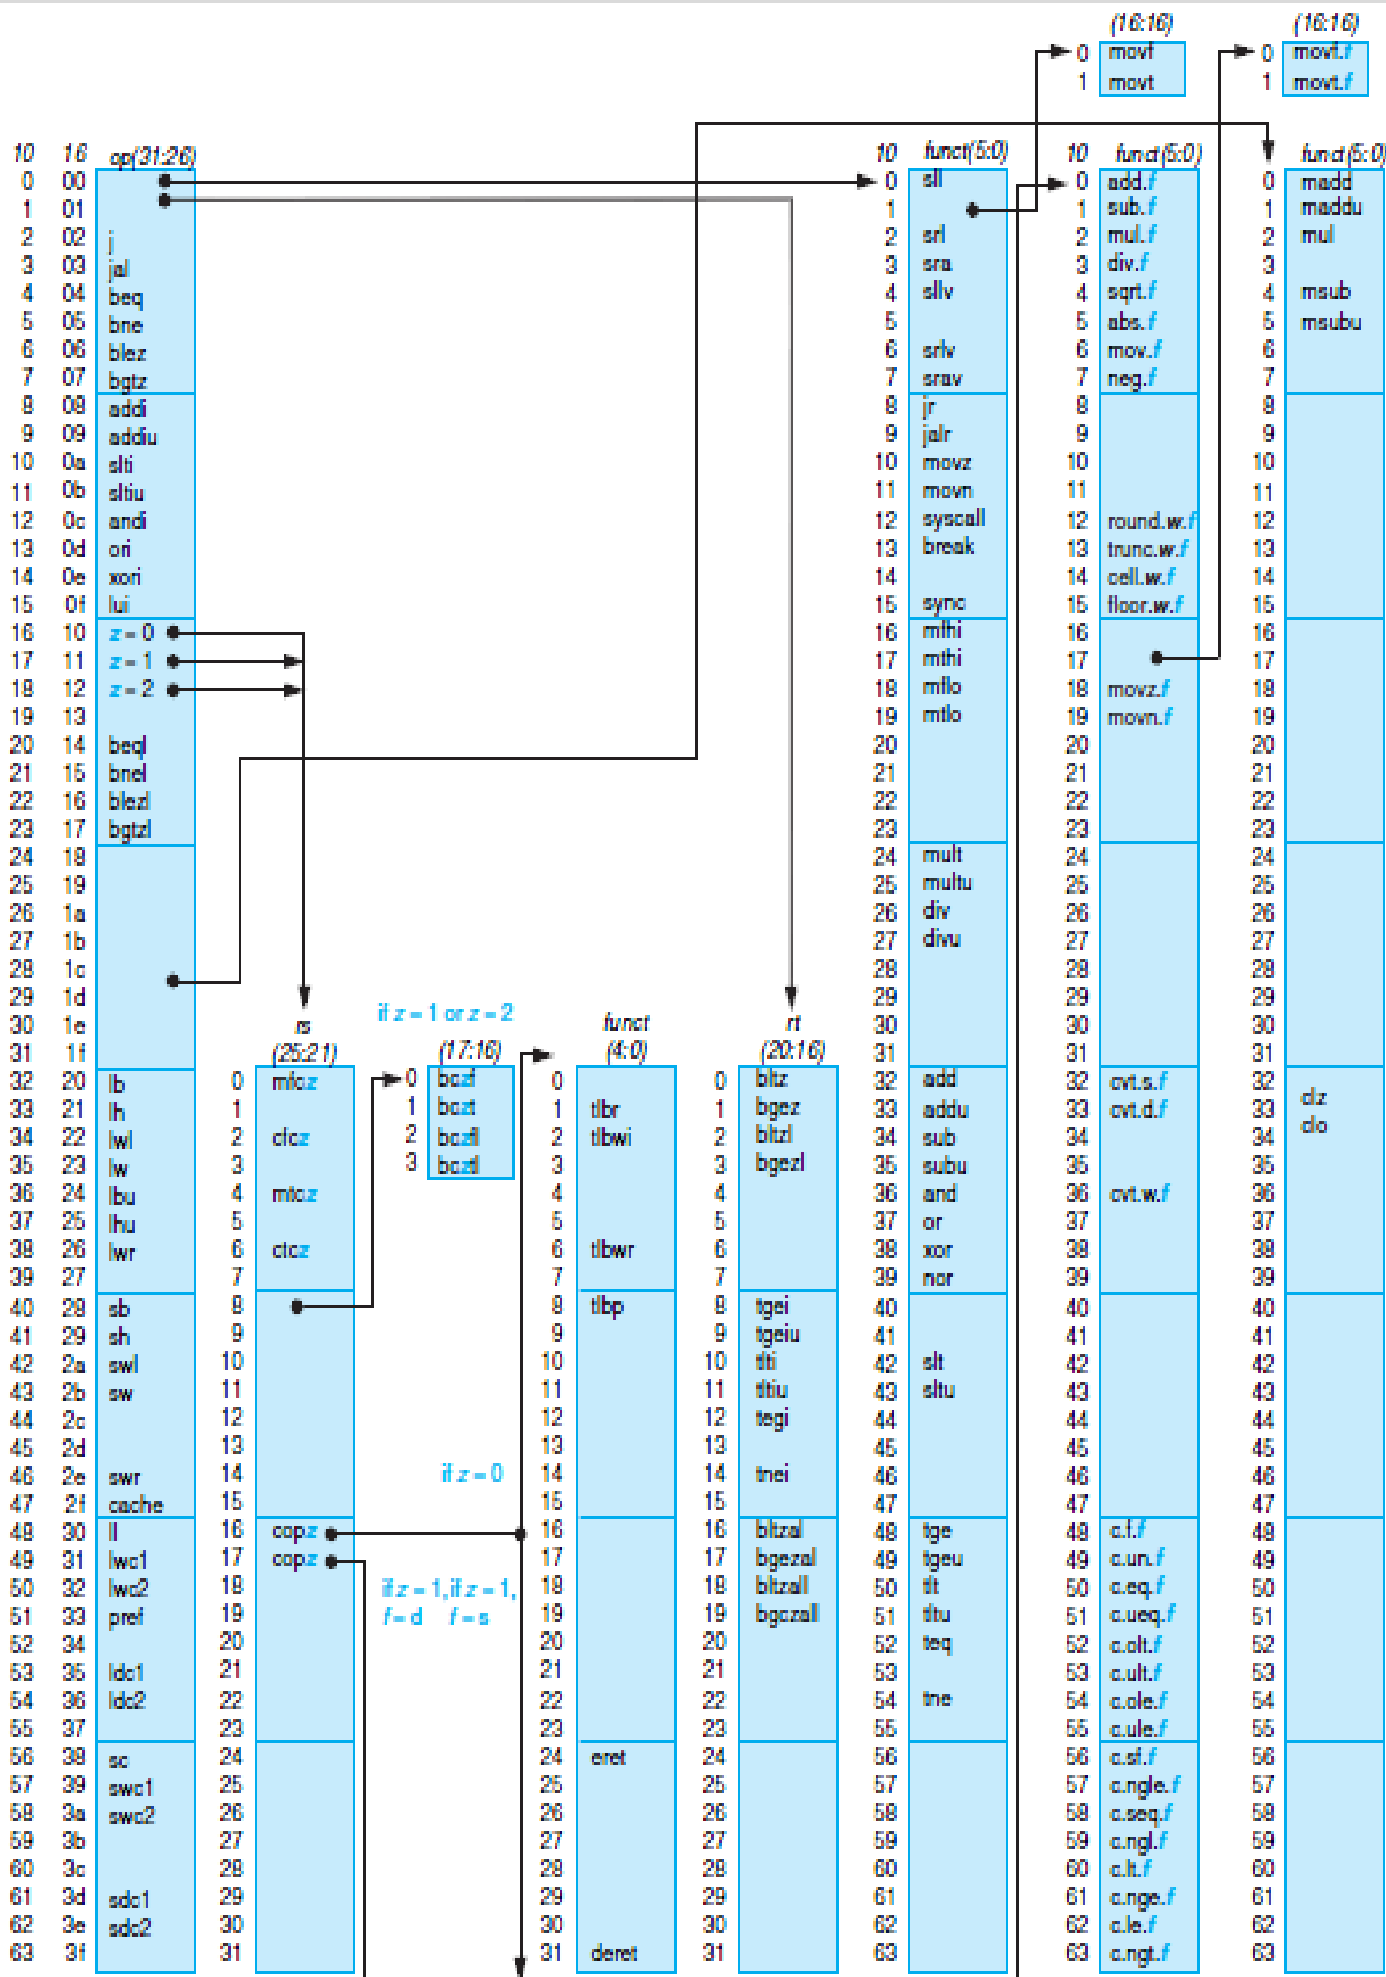 (16:16) (16:16)
0 movf 0 movf.f
1 movt 1 movt.f
10 16 op(31:26) 10 funct(5:0) 10 funct(5:0) funct(5:0)
0 00 0 sll 0 add.f 0 madd
1 01 1 1 sub.f 1 maddu
2 02 j 2 srl 2 mul.f 2 mul
3 03 jal 3 sra 3 div.f 3
4 04 beq 4 sllv 4 sqrt.f 4 msub
5 05 bne 5 5 abs.f 5 msubu
6 06 blez 6 srlv 6 mov.f 6
7 07 bgtz 7 srav 7 neg.f 7
8 08 addi 8 jr 8 8
9 09 addiu 9 jalr 9 9
10 0a slti 10 movz 10 10
11 0b sltiu 11 movn 11 11
12 0c andi 12 syscall 12 round.w.f 12
13 0d ori 13 break 13 trunc.w.f 13
14 0e xori 14 14 cell.w.f 14
15 0f lui 15 sync 15 floor.w.f 15
16 10 z = 0 16 mfhi 16 16
17 11 z = 1 17 mthi 17 17
18 12 z = 2 18 mflo 18 movz.f 18
19 13 19 mtlo 19 movn.f 19
20 14 beql 20 20 20
21 15 bnel 21 21 21
22 16 blezl 22 22 22
23 17 bgtzl 23 23 23
24 18 24 mult 24 24
25 19 25 multu 25 25
26 1a 26 div 26 26
27 1b 27 divu 27 27
28 1c 28 28 28
29 1d 29 29 29
30 1e rs if z = 1 or z = 2 funct rt 30 30 30
31 1f (25:21) (17:16) (4:0) (20:16) 31 31 31
32 20 lb 0 mfcz 0 bczf 0 0 bltz 32 add 32 cvt.s.f 32
33 21 lh 1 1 bczt 1 tlbr 1 bgez 33 addu 33 cvt.d.f 33 clz
34 22 lwl 2 cfcz 2 bczfl 2 tlbwi 2 bltzl 34 sub 34 34 clo
35 23 lw 3 3 bcztl 3 3 bgezl 35 subu 35 35
36 24 lbu 4 mtcz 4 4 36 and 36 cvt.w.f 36
37 25 lhu 5 5 5 37 or 37 37
38 26 lwr 6 ctcz 6 tlbwr 6 38 xor 38 38
39 27 7 7 7 39 nor 39 39
40 28 sb 8 8 tlbp 8 tgei 40 40 40
41 29 sh 9 9 9 tgeiu 41 41 41
42 2a swl 10 10 10 tlti 42 slt 42 42
43 2b sw 11 11 11 tltiu 43 sltu 43 43
44 2c 12 12 12 tegi 44 44 44
45 2d 13 13 13 45 45 45
46 2e swr 14 if z = 0 14 14 tnei 46 46 46
47 2f cache 15 15 15 47 47 47
48 30 ll 16 copz 16 16 bltzal 48 tge 48 c.f.f 48
49 31 lwc1 17 copz 17 17 bgezal 49 tgeu 49 c.un.f 49
50 32 lwc2 18 if z = 1, if z = 1, 18 18 bltzall 50 tlt 50 c.eq.f 50
51 33 pref 19 f = d f = s 19 19 bgczall 51 tltu 51 c.ueq.f 51
52 34 20 20 20 52 teq 52 c.olt.f 52
53 35 ldc1 21 21 21 53 53 c.ult.f 53
54 36 ldc2 22 22 22 54 tne 54 c.ole.f 54
55 37 23 23 23 55 55 c.ule.f 55
56 38 sc 24 24 eret 24 56 56 c.sf.f 56
57 39 swc1 25 25 25 57 57 c.ngle.f 57
58 3a swc2 26 26 26 58 58 c.seq.f 58
59 3b 27 27 27 59 59 c.ngl.f 59
60 3c 28 28 28 60 60 c.lt.f 60
61 3d sdc1 29 29 29 61 61 c.nge.f 61
62 3e sdc2 30 30 30 62 62 c.le.f 62
63 3f 31 31 deret 31 63 63 c.ngt.f 63